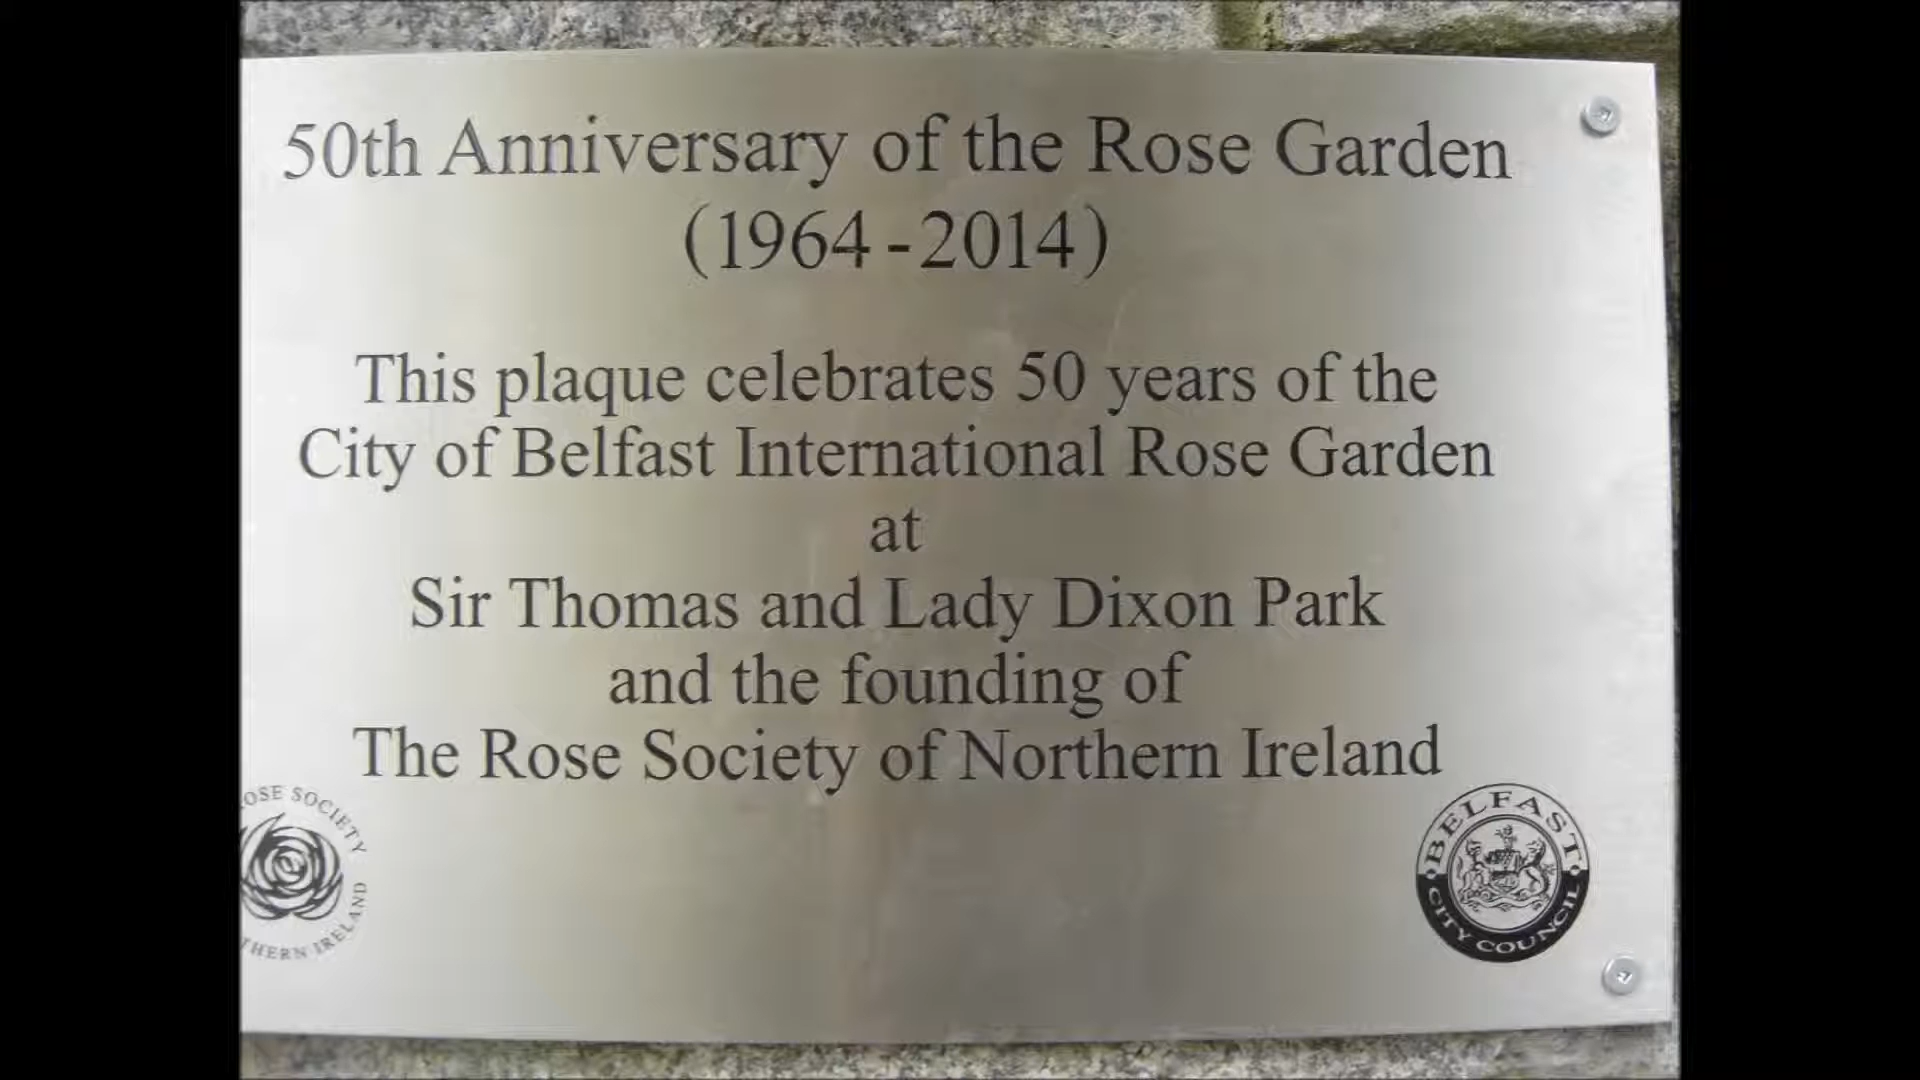 50th Anniversary of the Rose Garden
(1964-2014)
This plaque celebrates 50 years of the
City of Belfast International Rose Garden
at
Sir Thomas and Lady Dixon Park
and the founding of
The Rose Society of Northern Ireland
SOCIETY
IRELAND
BELFAST
CITY COUNCIL